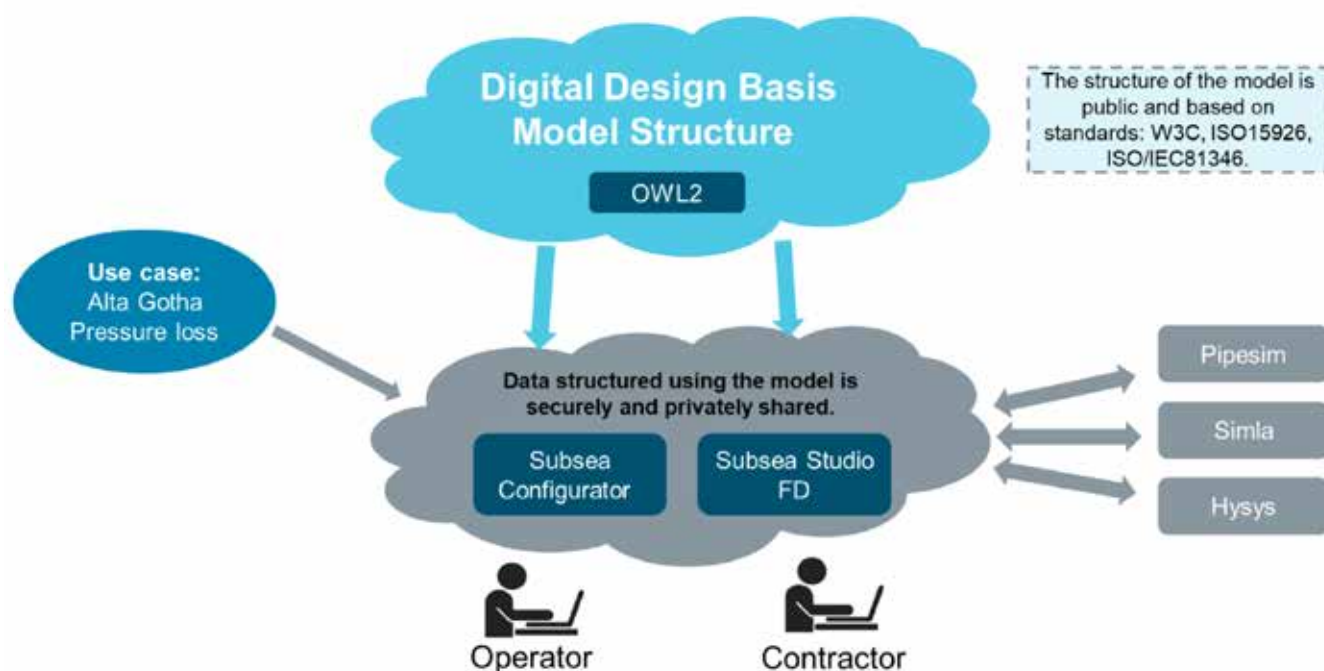 Digital Design Basis
Model Structure
OWL2
The structure of the model is
public and based on
standards: W3C, ISO15926,
ISO/IEC81346.
Use case:
Alta Gotha
Pressure loss
Data structured using the model is
securely and privately shared.
Subsea
Configurator
Subsea Studio
FD
Pipesim
Simla
Hysys
Operator
Contractor